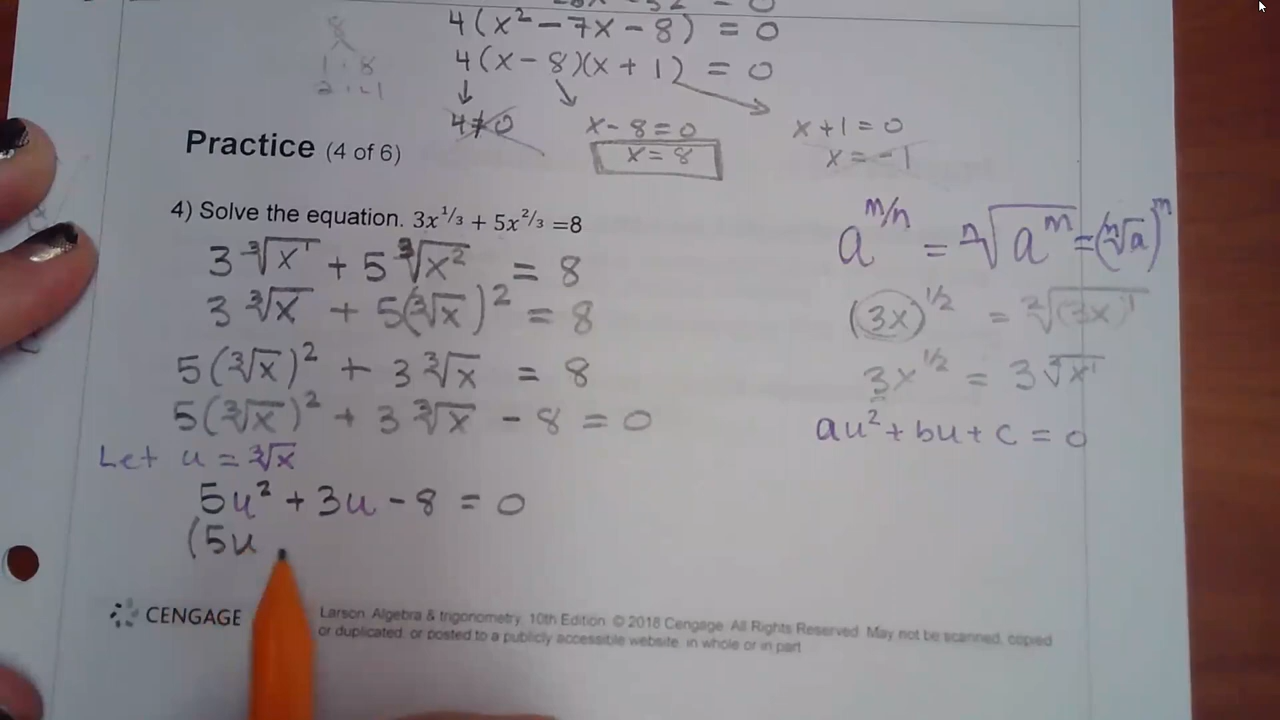 4(x² − 7x − 8) = 0
4(x − 8)(x + 1) = 0
8
1 · 8
4 ≠ 0
x − 8 = 0
x = 8
x + 1 = 0
x = −1
Practice (4 of 6)
4) Solve the equation. 3x^1/3 + 5x^2/3 =8
3 ∛x¹ + 5 ∛x² = 8
3 ∛x + 5(∛x)² = 8
5(∛x)² + 3 ∛x = 8
5(∛x)² + 3 ∛x − 8 = 0
Let u = ∛x
5u² + 3u − 8 = 0
(5u
a^m/n = ⁿ√a^m = (ⁿ√a)^m
(3x)^1/2 = ²√(3x)¹
3x^1/2 = 3 √x¹
au² + bu + c = 0
CENGAGE
Larson. Algebra & trigonometry, 10th Edition. © 2018 Cengage. All Rights Reserved. May not be scanned, copied
or duplicated, or posted to a publicly accessible website, in whole or in part